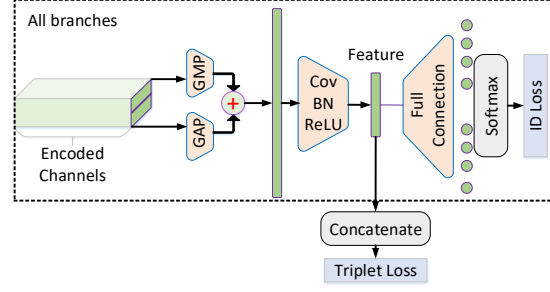 All branches
GMP
GAP
+
Encoded
Channels
Cov
BN
ReLU
Feature
Full
Connection
Softmax
ID Loss
Concatenate
Triplet Loss